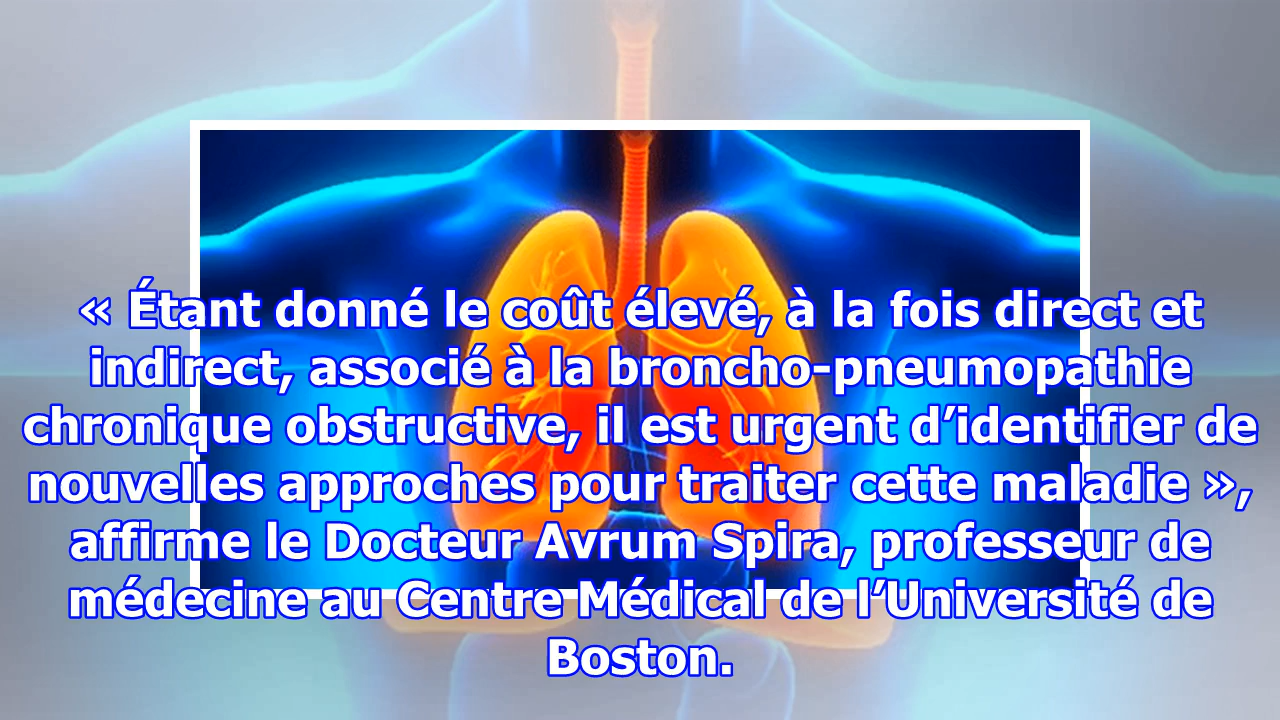 « Étant donné le coût élevé, à la fois direct et
indirect, associé à la broncho-pneumopathie
chronique obstructive, il est urgent d’identifier de
nouvelles approches pour traiter cette maladie »,
affirme le Docteur Avrum Spira, professeur de
médecine au Centre Médical de l’Université de
Boston.